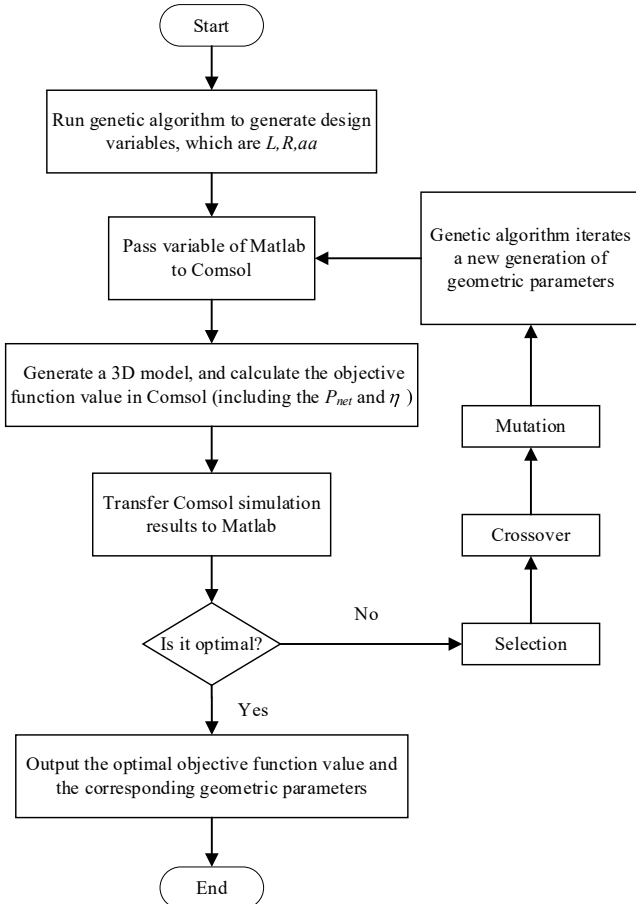 Start
Run genetic algorithm to generate design
variables, which are L,R,aa
Pass variable of Matlab
to Comsol
Genetic algorithm iterates
a new generation of
geometric parameters
Generate a 3D model, and calculate the objective
function value in Comsol (including the Pnet and η )
Mutation
Transfer Comsol simulation
results to Matlab
Crossover
Is it optimal?
No
Selection
Yes
Output the optimal objective function value and
the corresponding geometric parameters
End